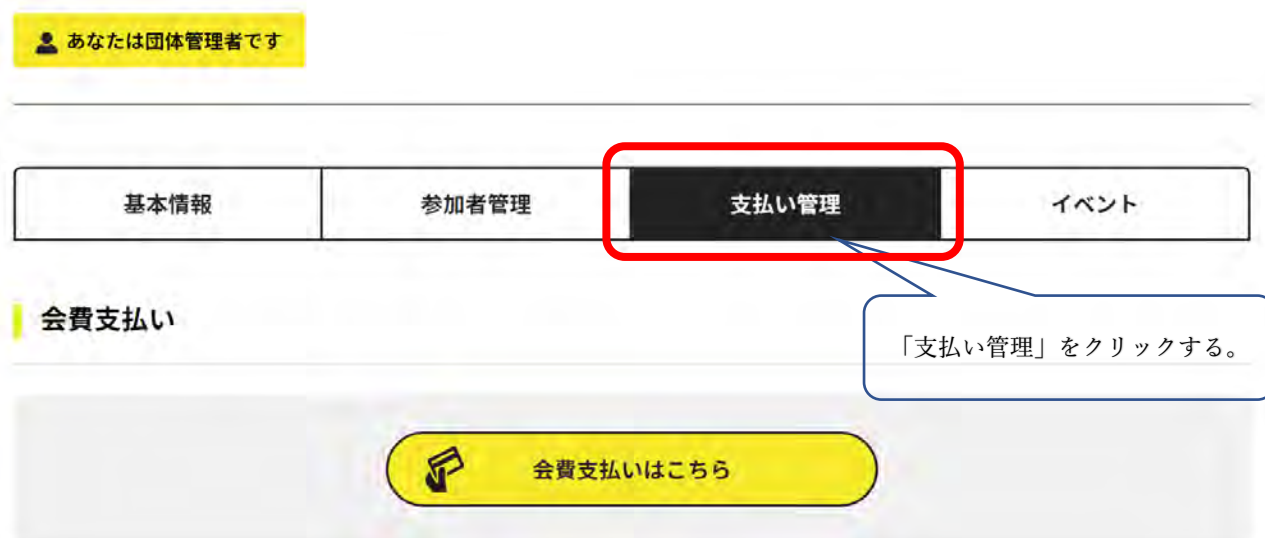 あなたは団体管理者です
基本情報 参加者管理 支払い管理 イベント
会費支払い
「支払い管理」をクリックする。
会費支払いはこちら